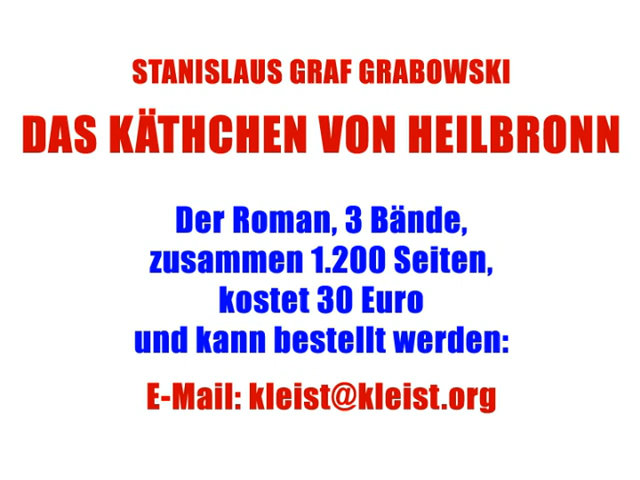 STANISLAUS GRAF GRABOWSKI
DAS KÄTHCHEN VON HEILBRONN
Der Roman, 3 Bände,
zusammen 1.200 Seiten,
kostet 30 Euro
und kann bestellt werden:
E-Mail: kleist@kleist.org